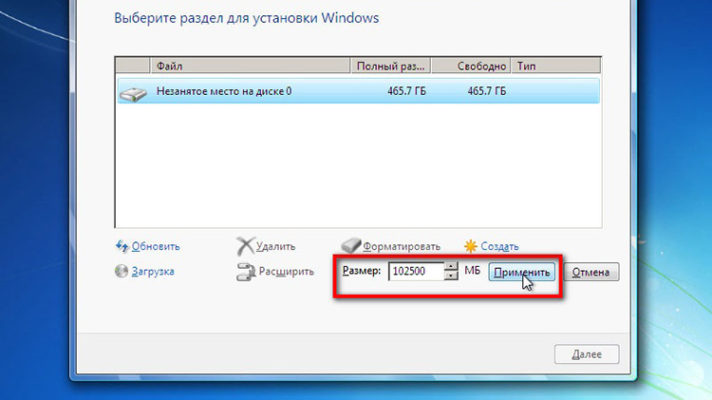 Выберите раздел для установки Windows
Файл Полный раз... Свободно Тип
Незанятое место на диске 0 465.7 ГБ 465.7 ГБ
Обновить Удалить Форматировать Создать
Загрузка Расширить Размер: 102500 МБ Применить Отмена
Далее